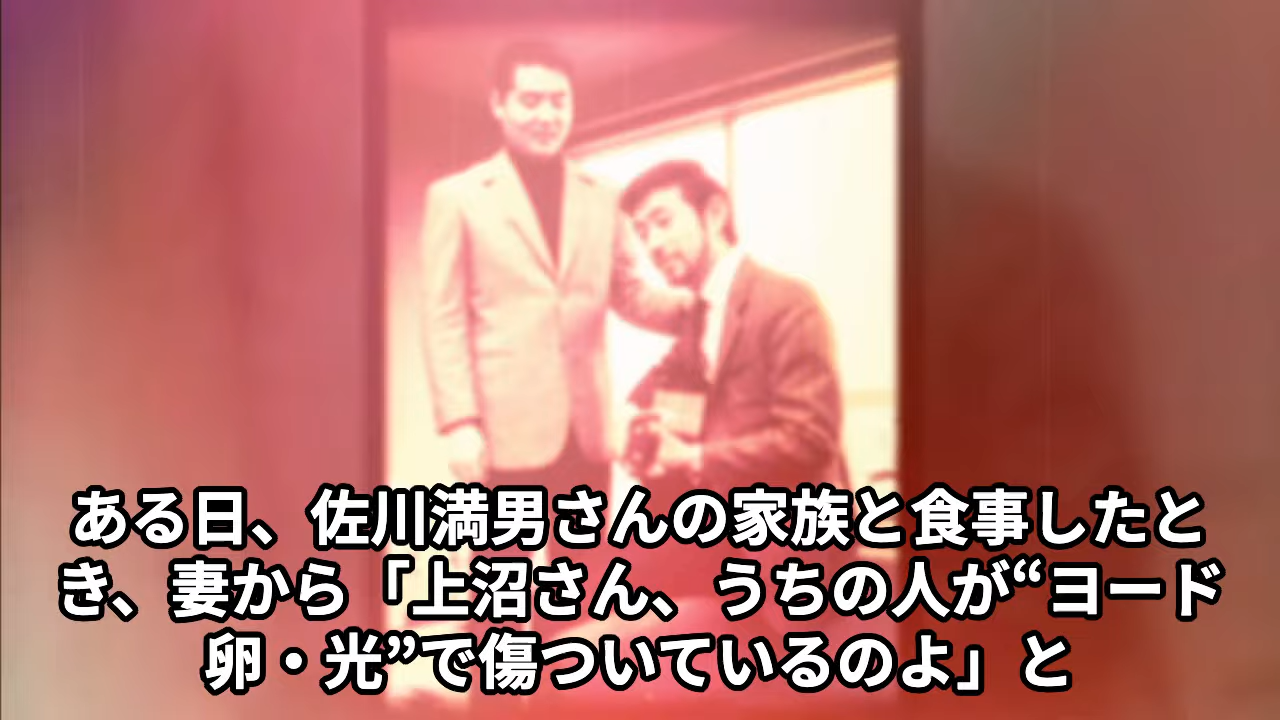 ある日、佐川満男さんの家族と食事したと
き、妻から「上沼さん、うちの人が“ヨード
卵・光”で傷ついているのよ」と